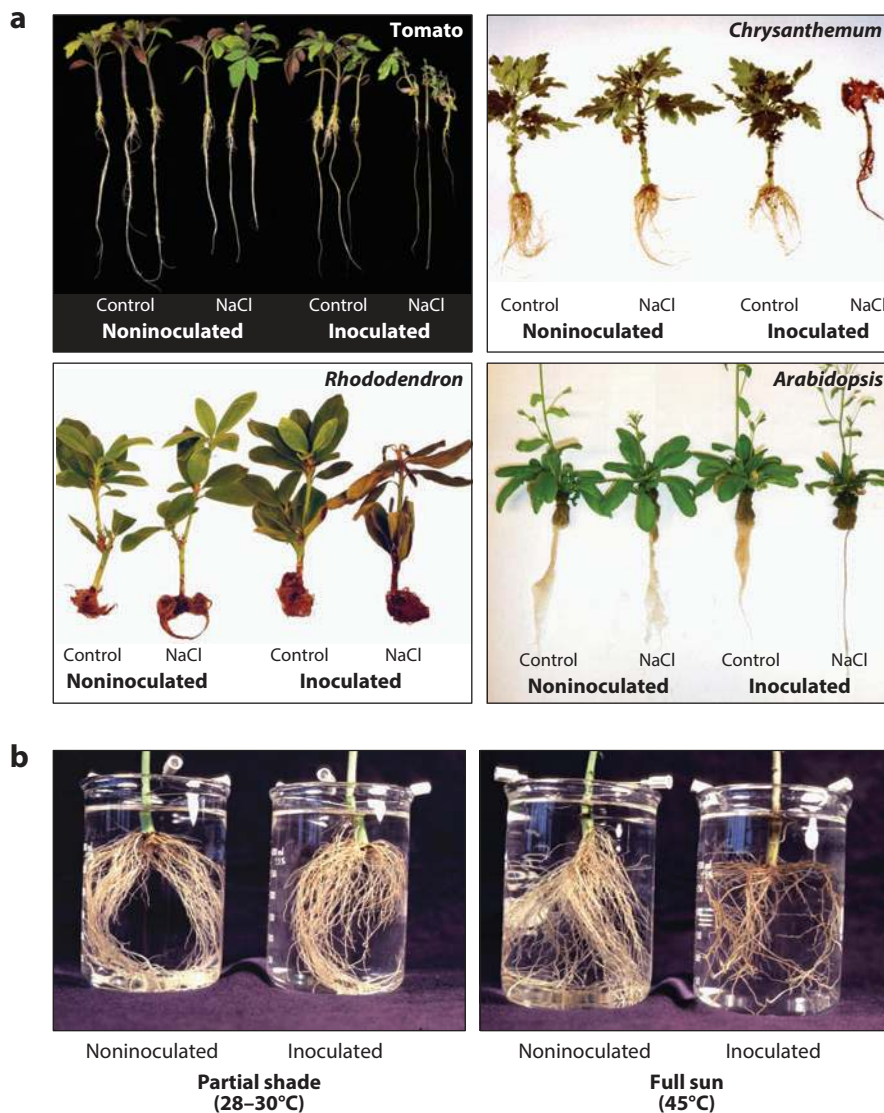 a
Tomato
Control NaCl Control NaCl
Noninoculated Inoculated
Chrysanthemum
Control NaCl Control NaCl
Noninoculated Inoculated
Rhododendron
Control NaCl Control NaCl
Noninoculated Inoculated
Arabidopsis
Control NaCl Control NaCl
Noninoculated Inoculated
b
Noninoculated Inoculated
Partial shade
(28–30°C)
Noninoculated Inoculated
Full sun
(45°C)